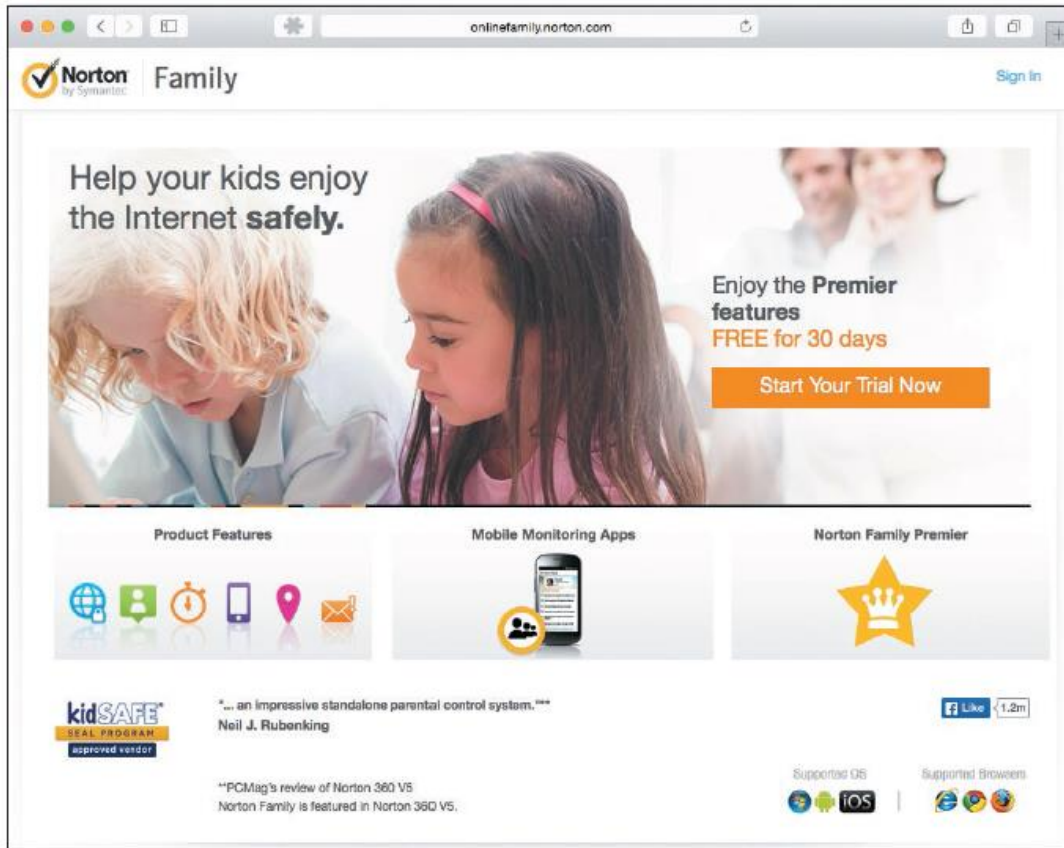 onlinefamily.norton.com
Norton
by Symantec
Family
Sign In
Help your kids enjoy
the Internet safely.
Enjoy the Premier
features
FREE for 30 days
Start Your Trial Now
Product Features
Mobile Monitoring Apps
Norton Family Premier
kidSAFE
SEAL PROGRAM
approved vendor
"... an impressive standalone parental control system."**
Neil J. Rubenking
Like
1.2m
**PCMag's review of Norton 360 V5
Norton Family is featured in Norton 360 V5.
Supported OS
Supported Browsers
iOS